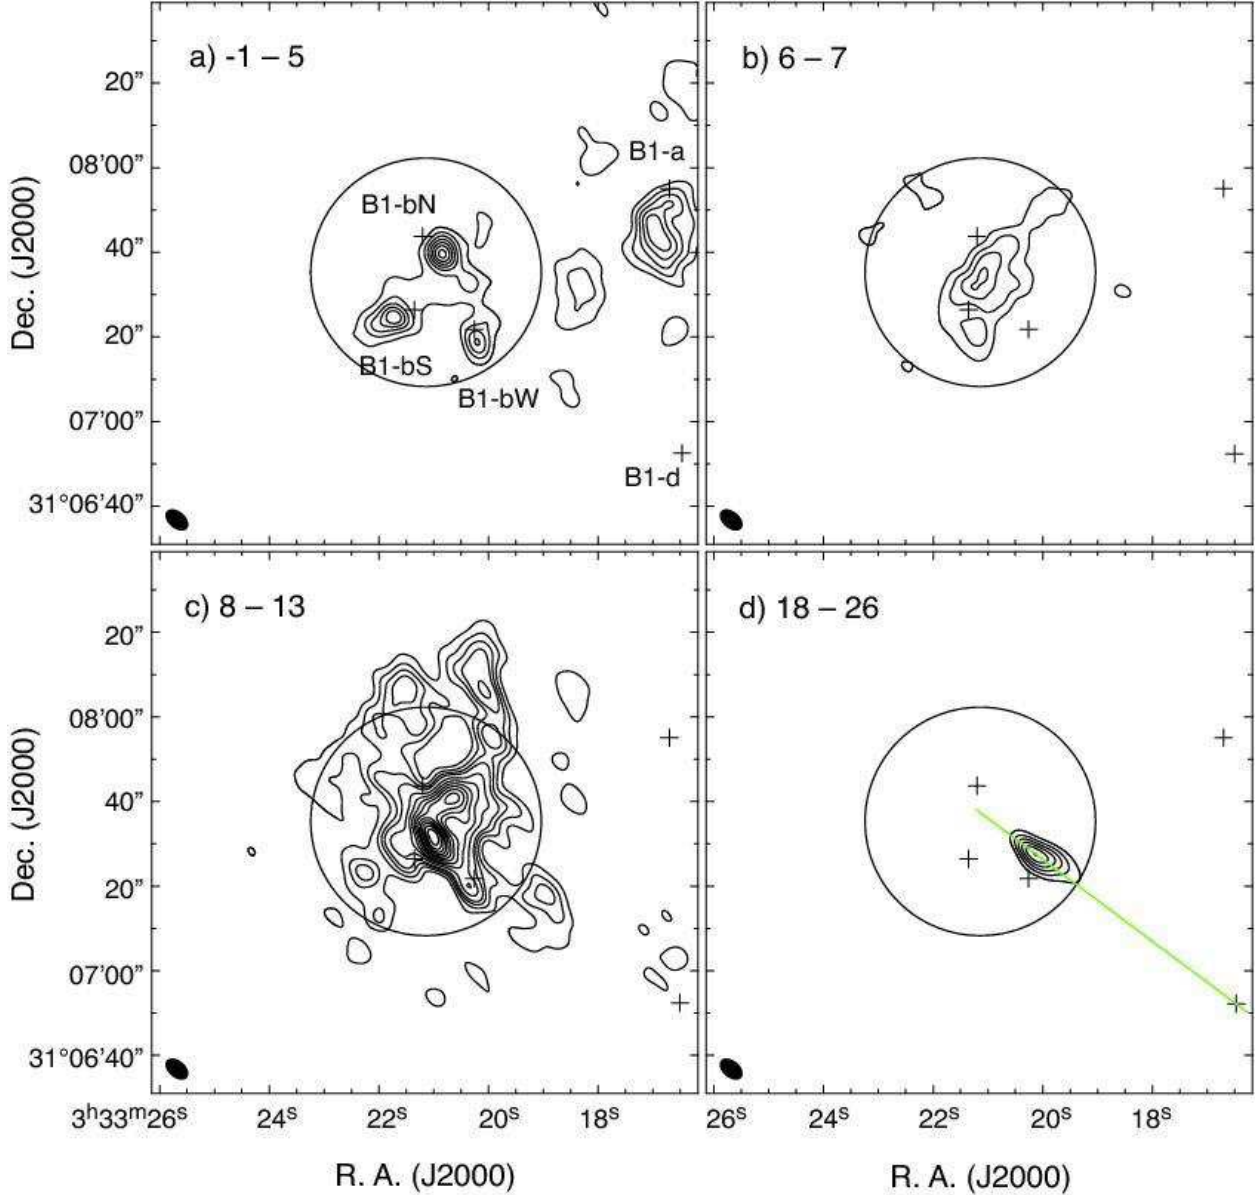 a) -1 – 5
b) 6 – 7
20”
08’00”
40”
20”
07’00”
31°06’40”
Dec. (J2000)
B1-a
B1-bN
B1-bS
B1-bW
B1-d
c) 8 – 13
d) 18 – 26
20”
08’00”
40”
20”
07’00”
31°06’40”
Dec. (J2000)
3h33m26s 24s 22s 20s 18s
26s 24s 22s 20s 18s
R. A. (J2000)
R. A. (J2000)